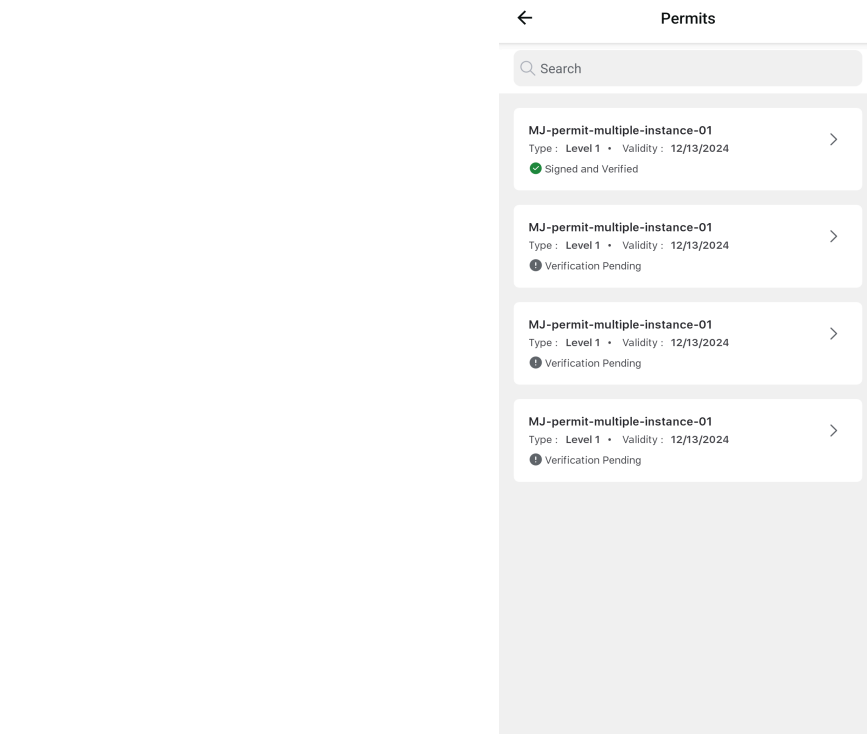 Permits
Search
MJ-permit-multiple-instance-01
Type : Level 1 • Validity : 12/13/2024
Signed and Verified
MJ-permit-multiple-instance-01
Type : Level 1 • Validity : 12/13/2024
Verification Pending
MJ-permit-multiple-instance-01
Type : Level 1 • Validity : 12/13/2024
Verification Pending
MJ-permit-multiple-instance-01
Type : Level 1 • Validity : 12/13/2024
Verification Pending